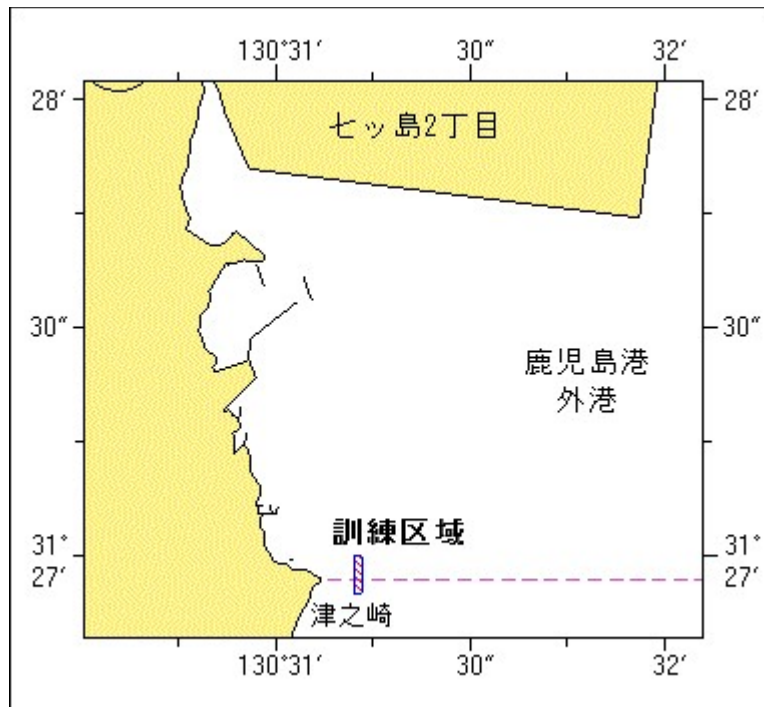 130°31′ 30″ 32′
28′ 28′
七ッ島2丁目
30″ 30″
鹿児島港
外港
訓練区域
31° 31°
27′ 27′
津之崎
130°31′ 30″ 32′